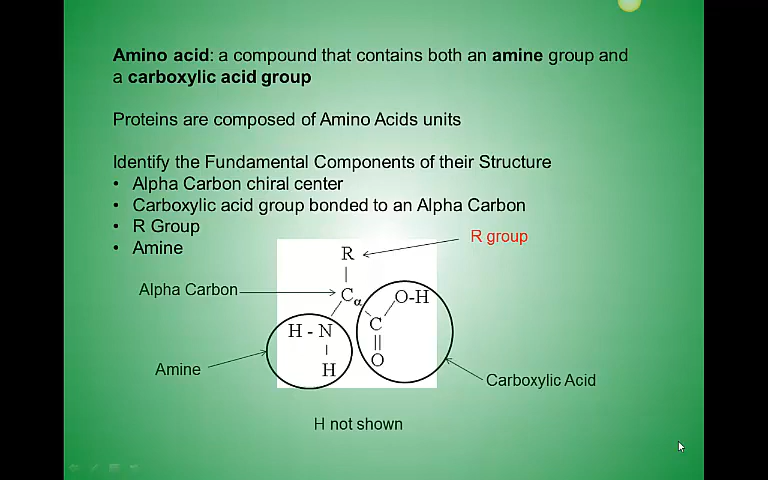 Amino acid: a compound that contains both an amine group and
a carboxylic acid group
Proteins are composed of Amino Acids units
Identify the Fundamental Components of their Structure
• Alpha Carbon chiral center
• Carboxylic acid group bonded to an Alpha Carbon
• R Group
• Amine
R group
R
Alpha Carbon
Cα
O-H
H - N
C
O
H
Amine
Carboxylic Acid
H not shown